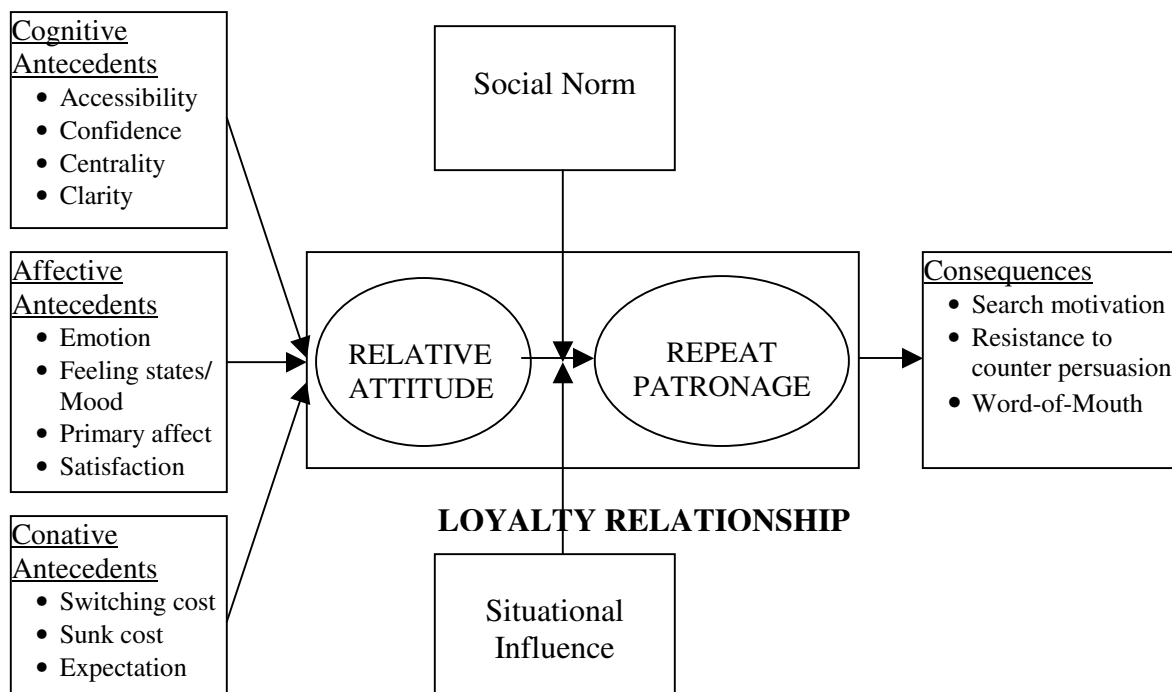 Cognitive
Antecedents
• Accessibility
• Confidence
• Centrality
• Clarity
Social Norm
Affective
Antecedents
• Emotion
• Feeling states/
Mood
• Primary affect
• Satisfaction
RELATIVE
ATTITUDE
REPEAT
PATRONAGE
Consequences
• Search motivation
• Resistance to
counter persuasion
• Word-of-Mouth
LOYALTY RELATIONSHIP
Conative
Antecedents
• Switching cost
• Sunk cost
• Expectation
Situational
Influence